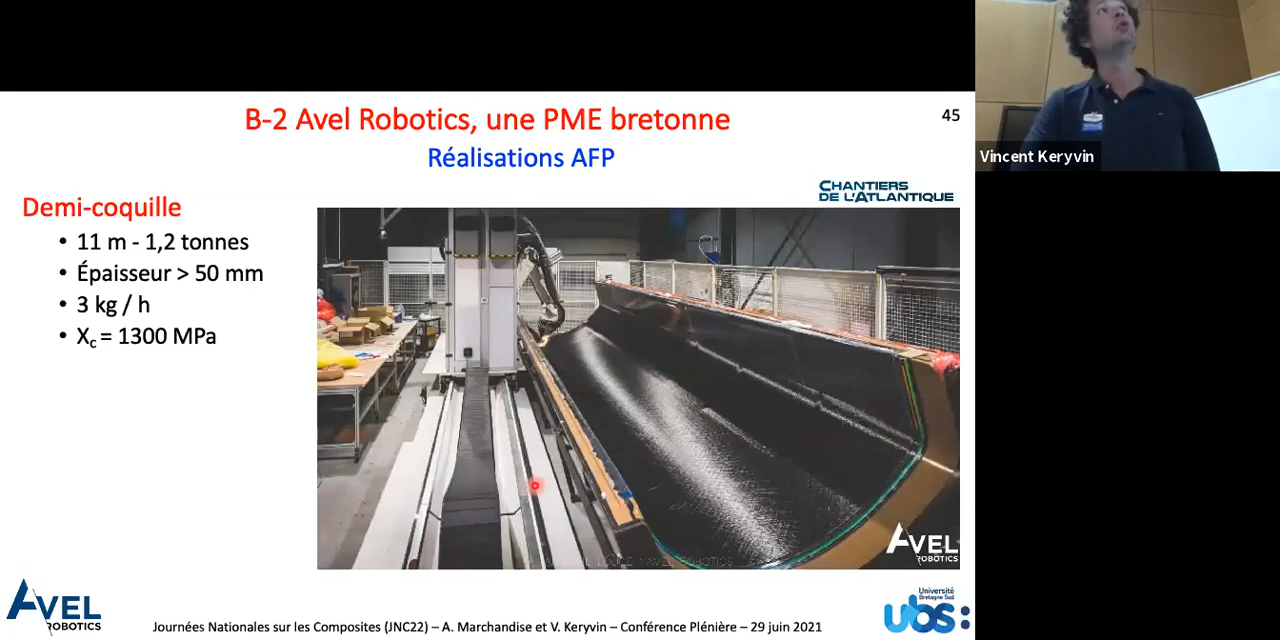 B-2 Avel Robotics, une PME bretonne
45
Réalisations AFP
Vincent Keryvin
CHANTIERS
DE L'ATLANTIQUE
Demi-coquille
• 11 m - 1,2 tonnes
• Épaisseur > 50 mm
• 3 kg / h
• Xc = 1300 MPa
AVEL
ROBOTICS
AVEL
ROBOTICS
Université
Bretagne Sud
ubs:
Journées Nationales sur les Composites (JNC22) – A. Marchandise et V. Keryvin – Conférence Plénière – 29 juin 2021